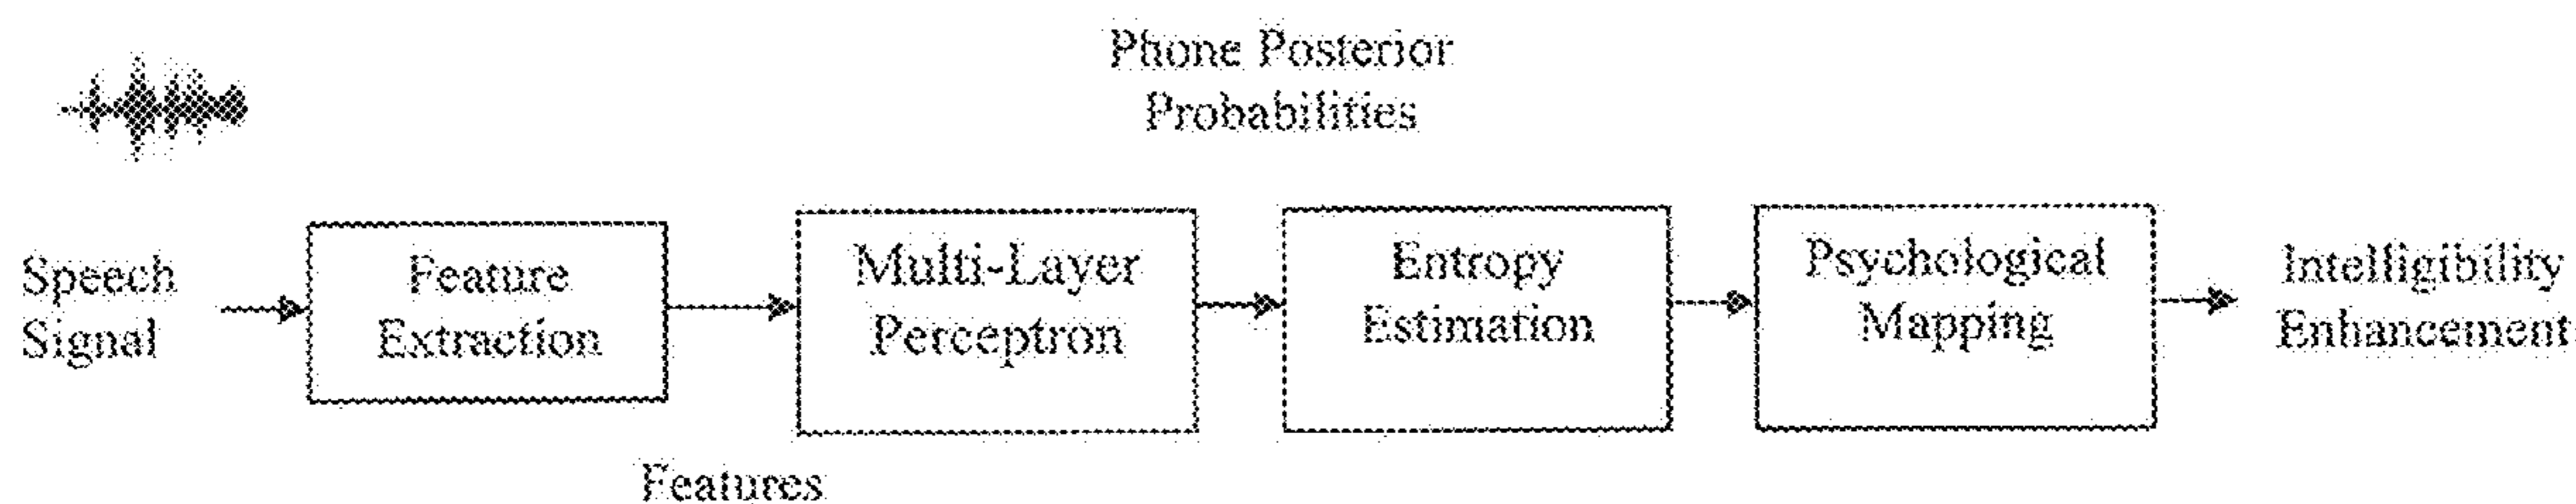 Phone Posterior
Probabilities
Speech
Signal
Feature
Extraction
Multi-Layer
Perceptron
Entropy
Estimation
Psychological
Mapping
Intelligibility
Enhancement
Features